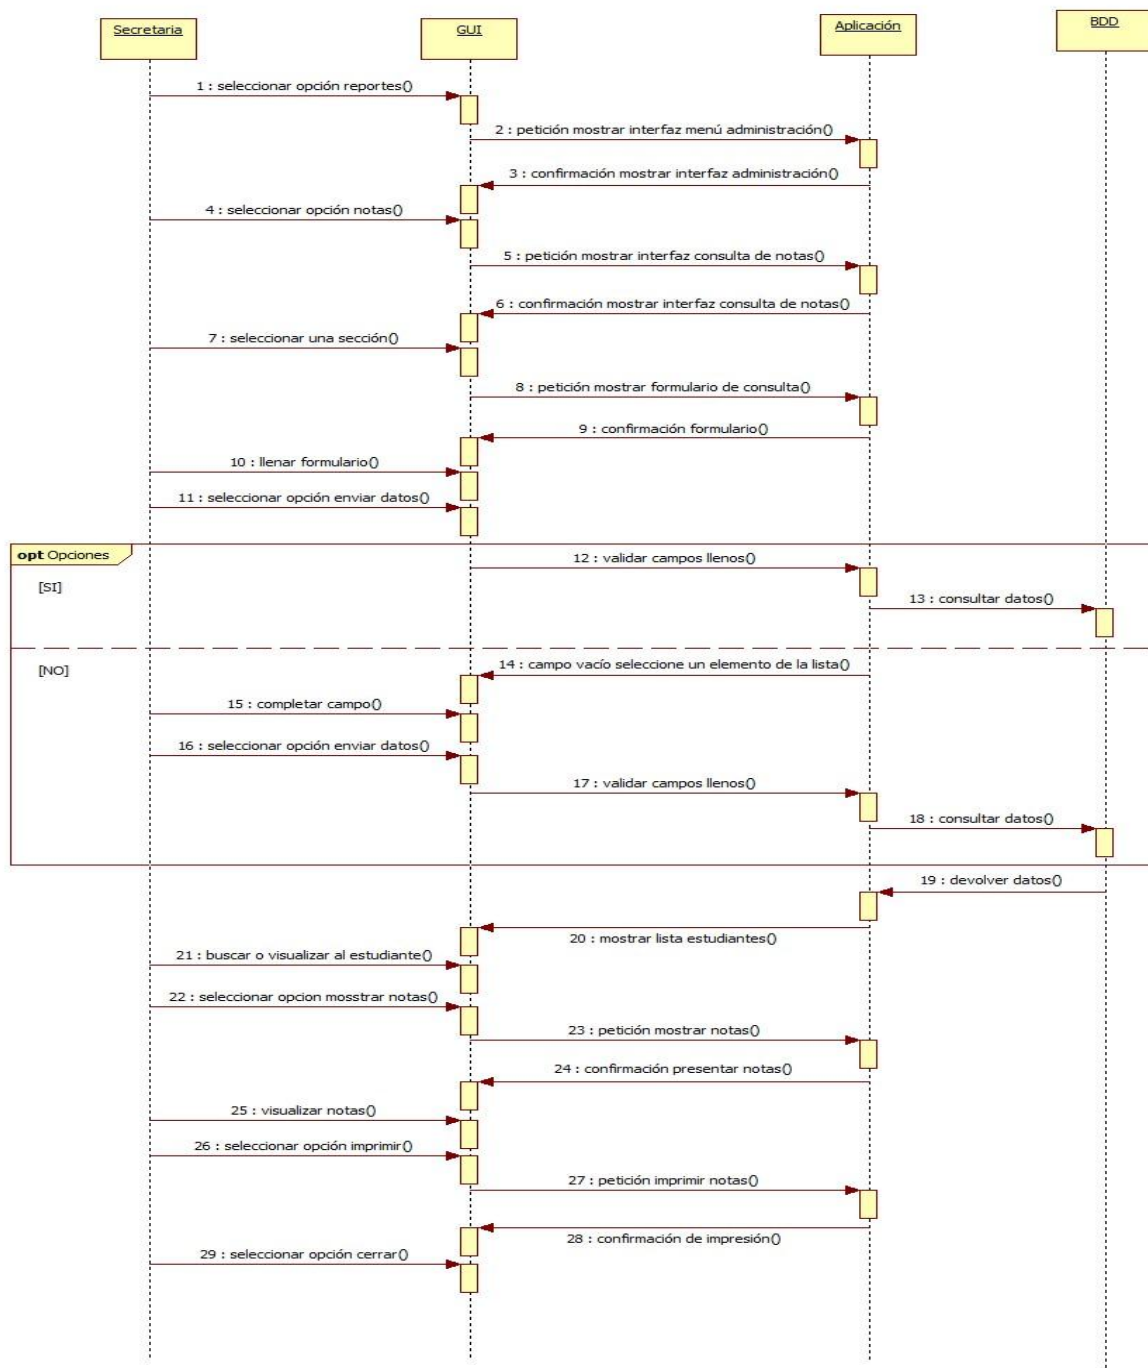 Secretaria
GUI
Aplicación
BDD
1 : seleccionar opción reportes()
2 : petición mostrar interfaz menú administración()
3 : confirmación mostrar interfaz administración()
4 : seleccionar opción notas()
5 : petición mostrar interfaz consulta de notas()
6 : confirmación mostrar interfaz consulta de notas()
7 : seleccionar una sección()
8 : petición mostrar formulario de consulta()
9 : confirmación formulario()
10 : llenar formulario()
11 : seleccionar opción enviar datos()
opt Opciones
12 : validar campos llenos()
[SI]
13 : consultar datos()
[NO]
14 : campo vacío seleccione un elemento de la lista()
15 : completar campo()
16 : seleccionar opción enviar datos()
17 : validar campos llenos()
18 : consultar datos()
19 : devolver datos()
20 : mostrar lista estudiantes()
21 : buscar o visualizar al estudiante()
22 : seleccionar opcion mosstrar notas()
23 : petición mostrar notas()
24 : confirmación presentar notas()
25 : visualizar notas()
26 : seleccionar opción imprimir()
27 : petición imprimir notas()
28 : confirmación de impresión()
29 : seleccionar opción cerrar()